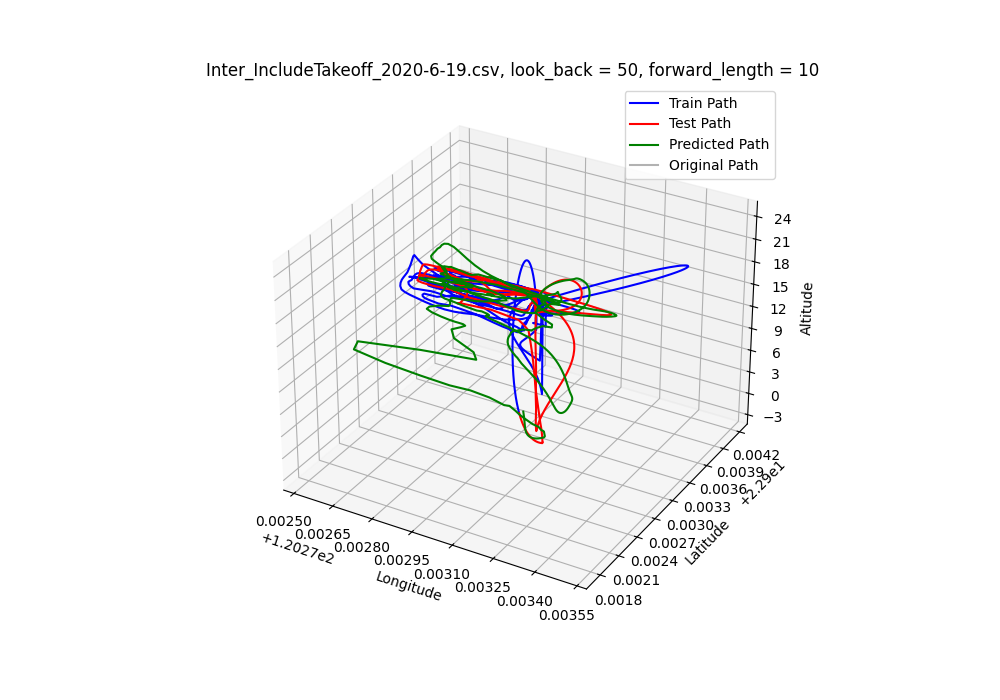 Inter_IncludeTakeoff_2020-6-19.csv, look_back = 50, forward_length = 10
Train Path
Test Path
Predicted Path
Original Path
24
21
18
15
12
9
6
3
0
−3
Altitude
0.0042
0.0039
0.0036
0.0033
0.0030
0.0027
0.0024
0.0021
0.0018
+2.29e1
Latitude
0.00250
0.00265
0.00280
0.00295
0.00310
0.00325
0.00340
0.00355
+1.2027e2
Longitude